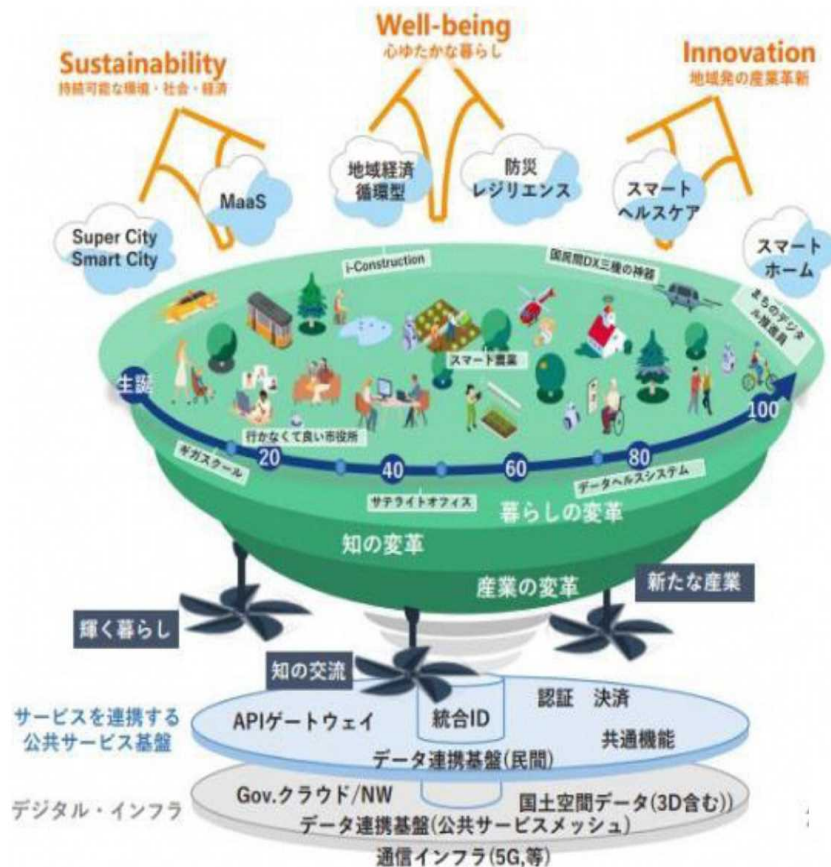 Well-being
心ゆたかな暮らし
Sustainability
持続可能な環境・社会・経済
Innovation
地域発の産業革新
MaaS
地域経済
循環型
防災
レジリエンス
スマート
ヘルスケア
Super City
Smart City
スマート
ホーム
i-Construction
国民間DX三種の神器
まちのデジタ
ル推進員
スマート農業
生誕
行かなくて良い市役所
ギガスクール
20
40
60
80
100
サテライトオフィス
データヘルスシステム
暮らしの変革
知の変革
産業の変革
新たな産業
輝く暮らし
知の交流
サービスを連携する
公共サービス基盤
APIゲートウェイ
統合ID
認証 決済
共通機能
データ連携基盤(民間)
デジタル・インフラ
Gov.クラウド/NW
国土空間データ(3D含む))
データ連携基盤(公共サービスメッシュ)
通信インフラ(5G,等)